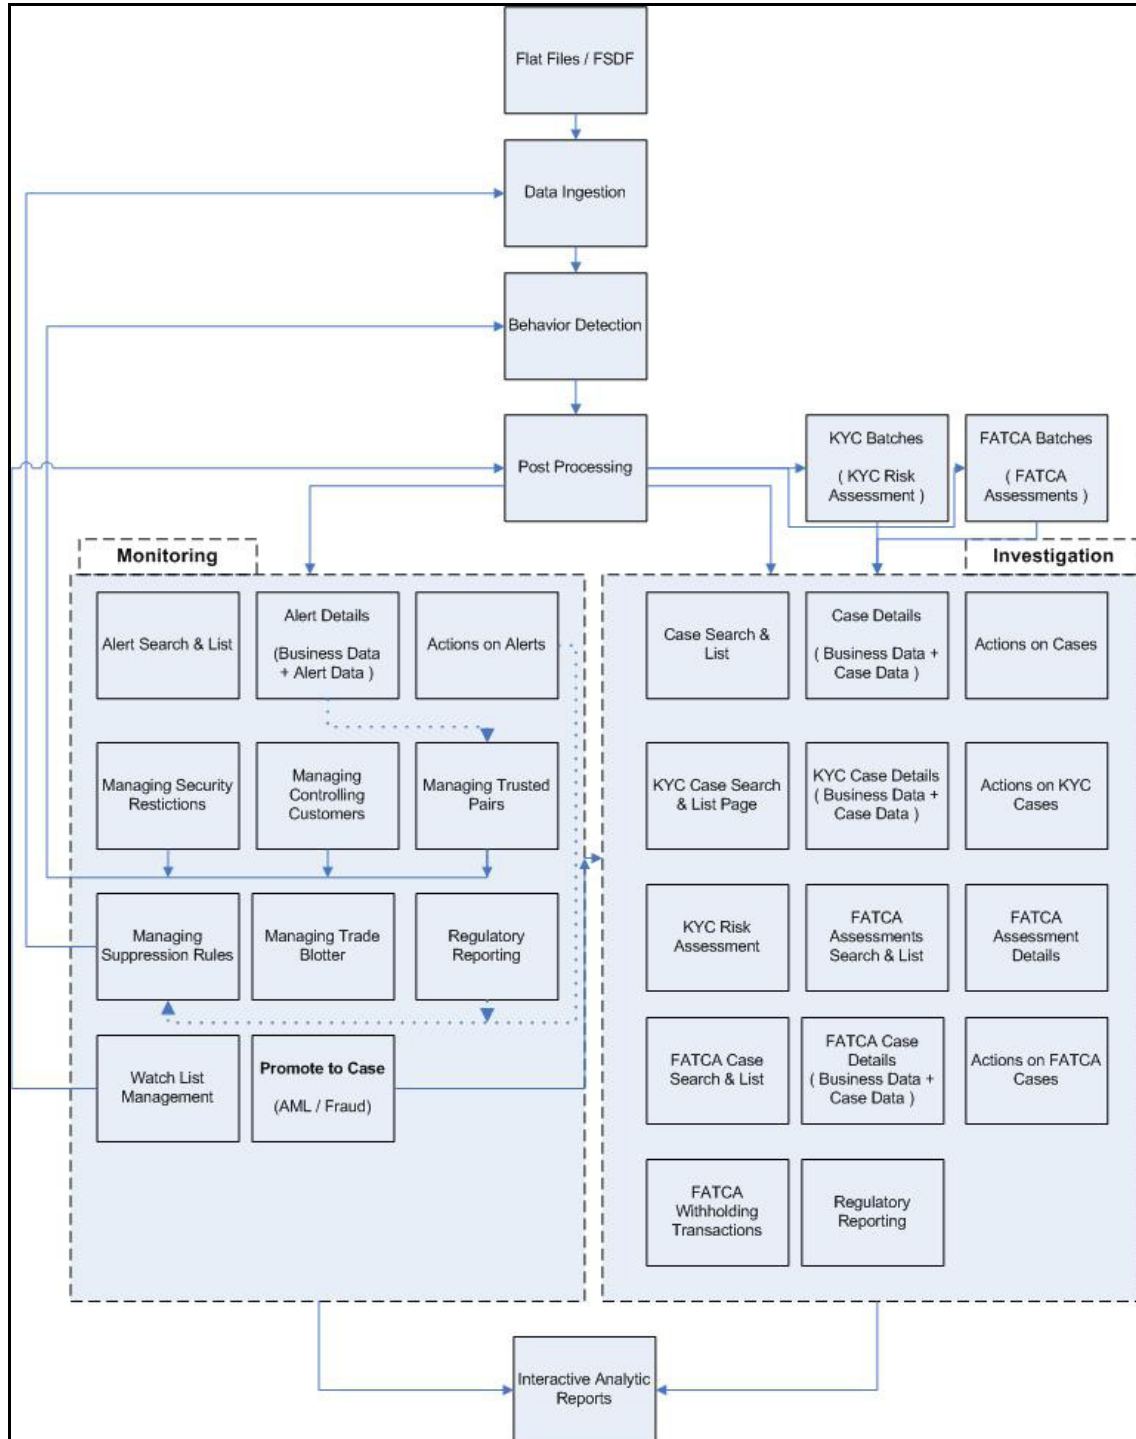 Flat Files / FSDF
Data Ingestion
Behavior Detection
Post Processing
KYC Batches
( KYC Risk
Assessment )
FATCA Batches
( FATCA
Assessments )
Monitoring
Alert Search & List
Alert Details
(Business Data
+ Alert Data )
Actions on Alerts
Managing Security
Restictions
Managing
Controlling
Customers
Managing Trusted
Pairs
Managing
Suppression Rules
Managing Trade
Blotter
Regulatory
Reporting
Watch List
Management
Promote to Case
(AML / Fraud)
Investigation
Case Search &
List
Case Details
( Business Data +
Case Data )
Actions on Cases
KYC Case Search
& List Page
KYC Case Details
( Business Data +
Case Data )
Actions on KYC
Cases
KYC Risk
Assessment
FATCA
Assessments
Search & List
FATCA
Assessment
Details
FATCA Case
Search & List
FATCA Case
Details
( Business Data +
Case Data )
Actions on FATCA
Cases
FATCA
Withholding
Transactions
Regulatory
Reporting
Interactive Analytic
Reports